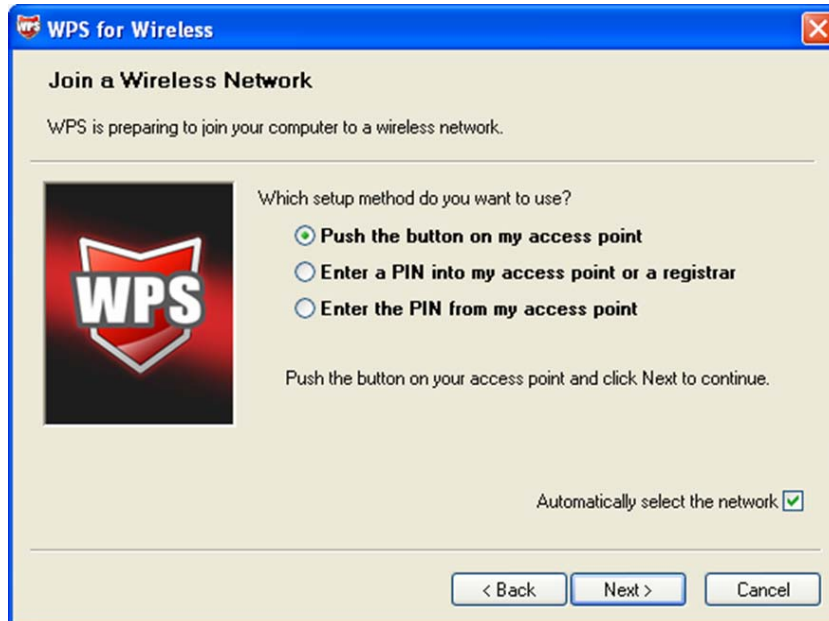 WPS for Wireless
Join a Wireless Network
WPS is preparing to join your computer to a wireless network.
Which setup method do you want to use?
Push the button on my access point
Enter a PIN into my access point or a registrar
Enter the PIN from my access point
WPS
Push the button on your access point and click Next to continue.
Automatically select the network
< Back
Next >
Cancel